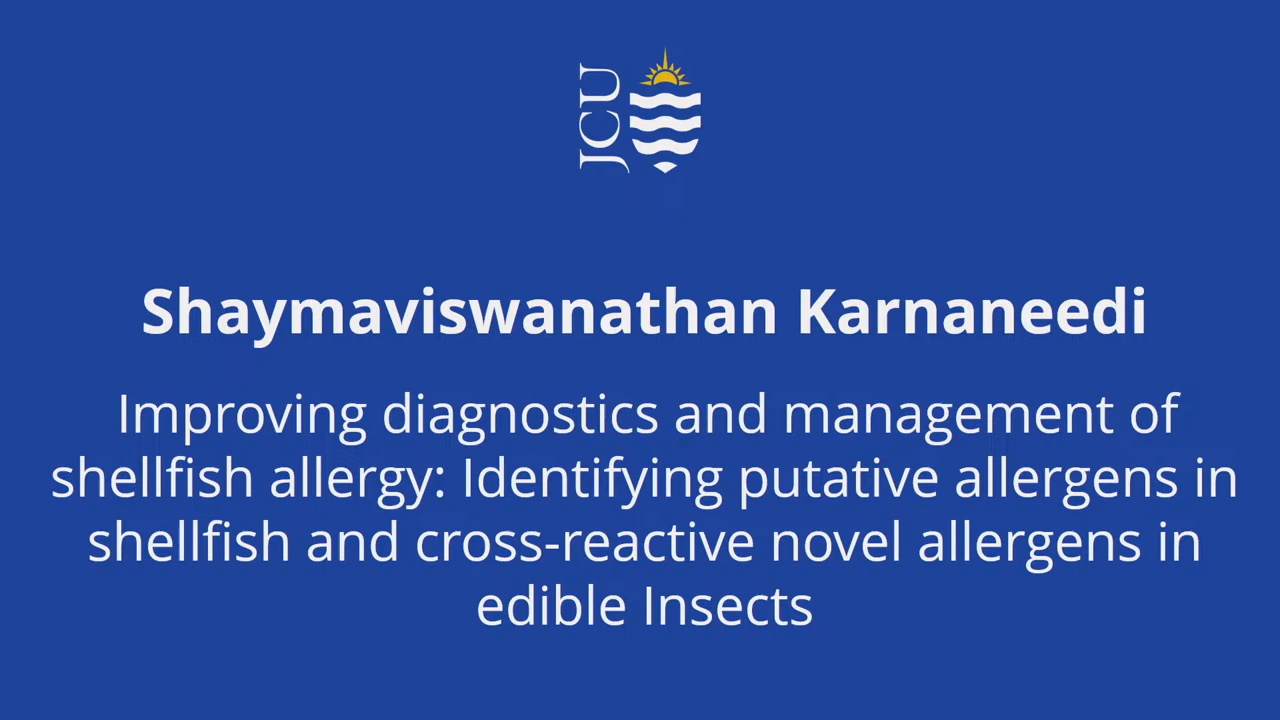 JCU
Shaymaviswanathan Karnaneedi
Improving diagnostics and management of
shellfish allergy: Identifying putative allergens in
shellfish and cross-reactive novel allergens in
edible Insects